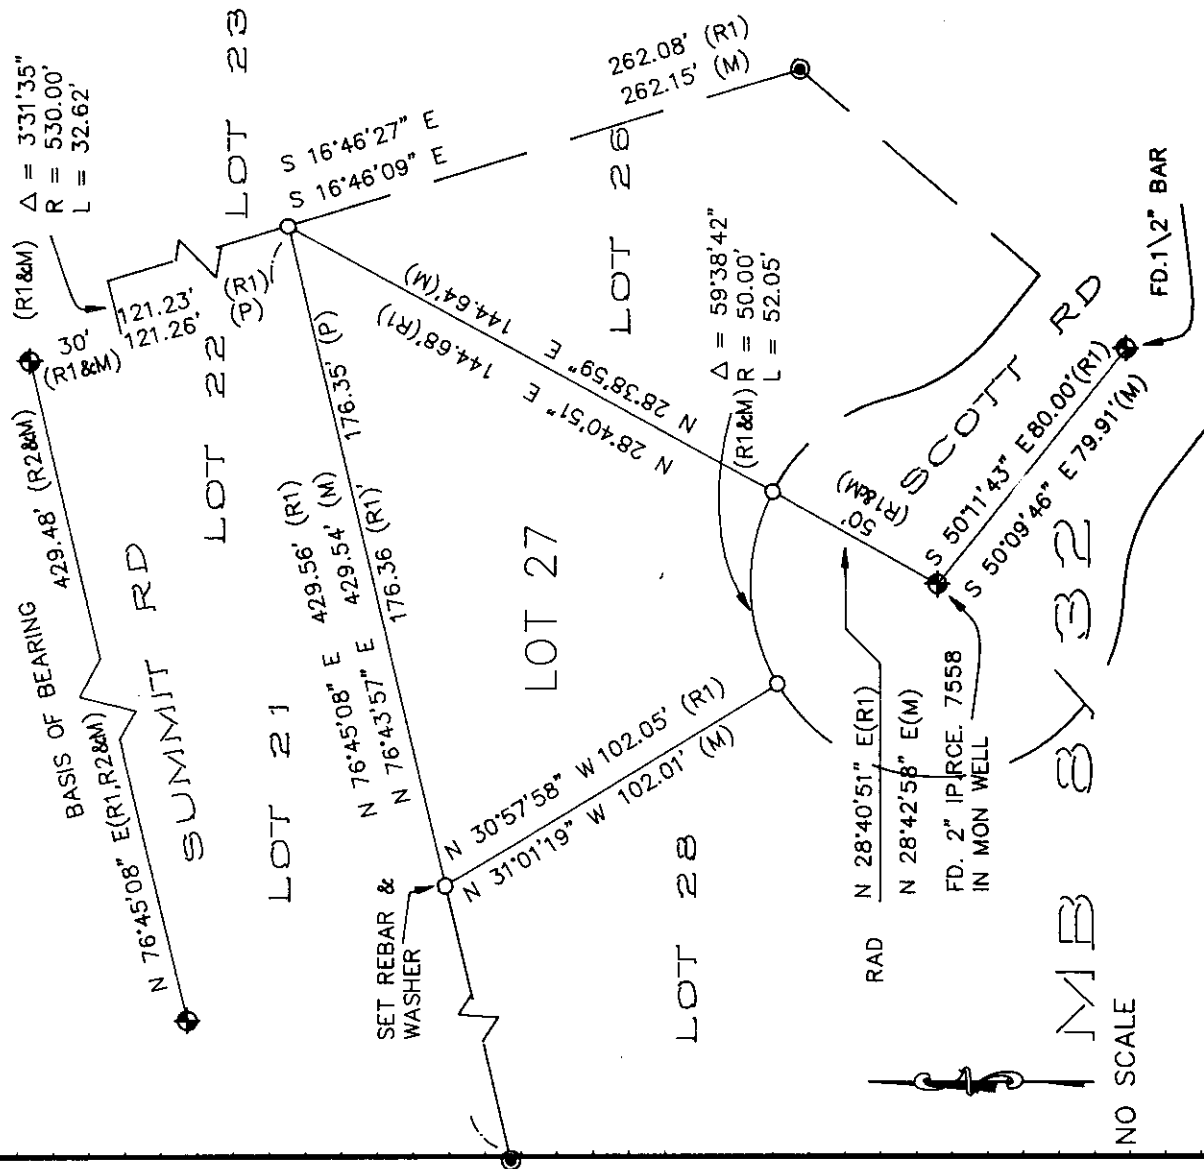 (R1&M)
Δ = 3°31'35"
R = 530.00'
L = 32.62'
LOT 23
30'
(R1&M)
121.23' (R1)
121.26' (P)
LOT 22
BASIS OF BEARING
429.48' (R2&M)
N 76°45'08" E(R1,R2&M)
SUMMIT RD
LOT 21
S 16°46'27" E
S 16°46'09" E
262.08' (R1)
262.15' (M)
LOT 26
176.35' (P)
176.36 (R1)'
N 76°45'08" E 429.56' (R1)
N 76°43'57" E 429.54' (M)
144.64'(M)
144.68'(R1)
N 28°38'59" E
N 28°40'51" E
(R1&M)
Δ = 59°38'42"
R = 50.00'
L = 52.05'
LOT 27
SET REBAR &
WASHER
N 30°57'58" W 102.05' (R1)
N 31°01'19" W 102.01' (M)
LOT 28
50'
(R1&M)
SCOTT RD
S 50°11'43" E 80.00'(R1)
S 50°09'46" E 79.91'(M)
FD.1\2" BAR
RAD
N 28°40'51" E(R1)
N 28°42'58" E(M)
FD. 2" IP.RCE. 7558
IN MON WELL
MB 8/32
NO SCALE